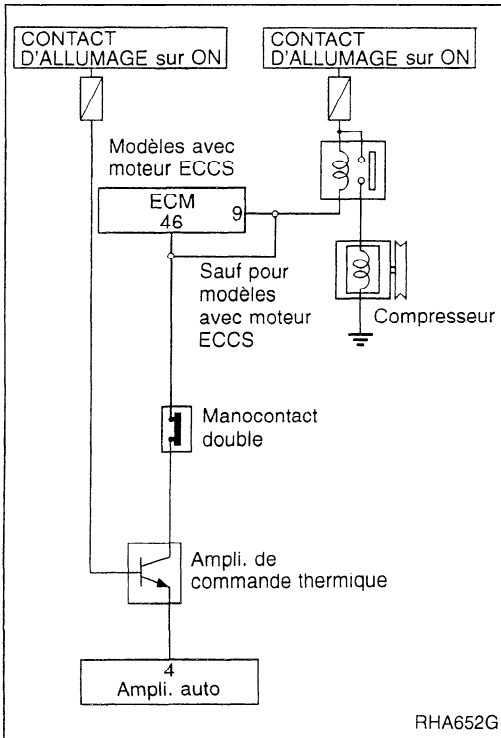 CONTACT
D'ALLUMAGE sur ON
CONTACT
D'ALLUMAGE sur ON
Modèles avec
moteur ECCS
ECM
9
46
Sauf pour
modèles
avec moteur
ECCS
Compresseur
Manocontact
double
Ampli. de
commande thermique
4
Ampli. auto
RHA652G